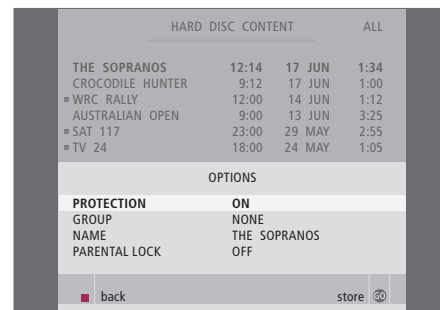 HARD DISC CONTENT ALL
THE SOPRANOS 12:14 17 JUN 1:34
CROCODILE HUNTER 9:12 17 JUN 1:00
WRC RALLY 12:00 14 JUN 1:12
AUSTRALIAN OPEN 9:00 13 JUN 3:25
SAT 117 23:00 29 MAY 2:55
TV 24 18:00 24 MAY 1:05
OPTIONS
PROTECTION ON
GROUP NONE
NAME THE SOPRANOS
PARENTAL LOCK OFF
back store GO